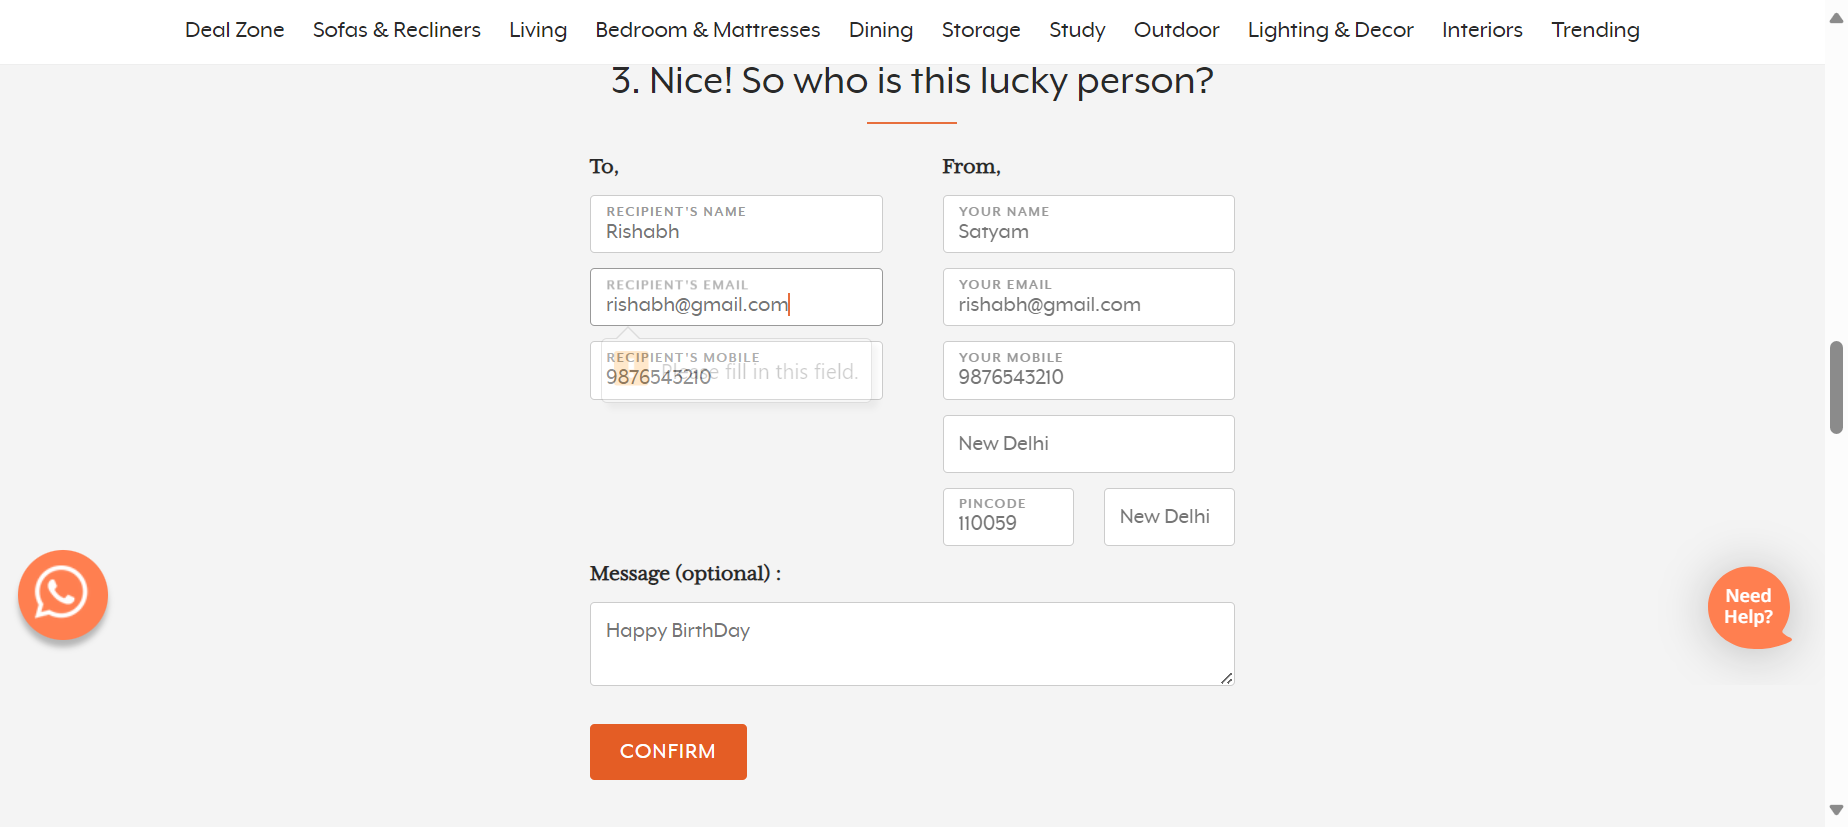 Deal Zone Sofas & Recliners Living Bedroom & Mattresses Dining Storage Study Outdoor Lighting & Decor Interiors Trending
3. Nice! So who is this lucky person?
To,
RECIPIENT'S NAME
Rishabh
RECIPIENT'S EMAIL
rishabh@gmail.com
RECIPIENT'S MOBILE
9876543210
Please fill in this field.
From,
YOUR NAME
Satyam
YOUR EMAIL
rishabh@gmail.com
YOUR MOBILE
9876543210
New Delhi
PINCODE
110059
New Delhi
Message (optional) :
Happy BirthDay
CONFIRM
Need
Help?